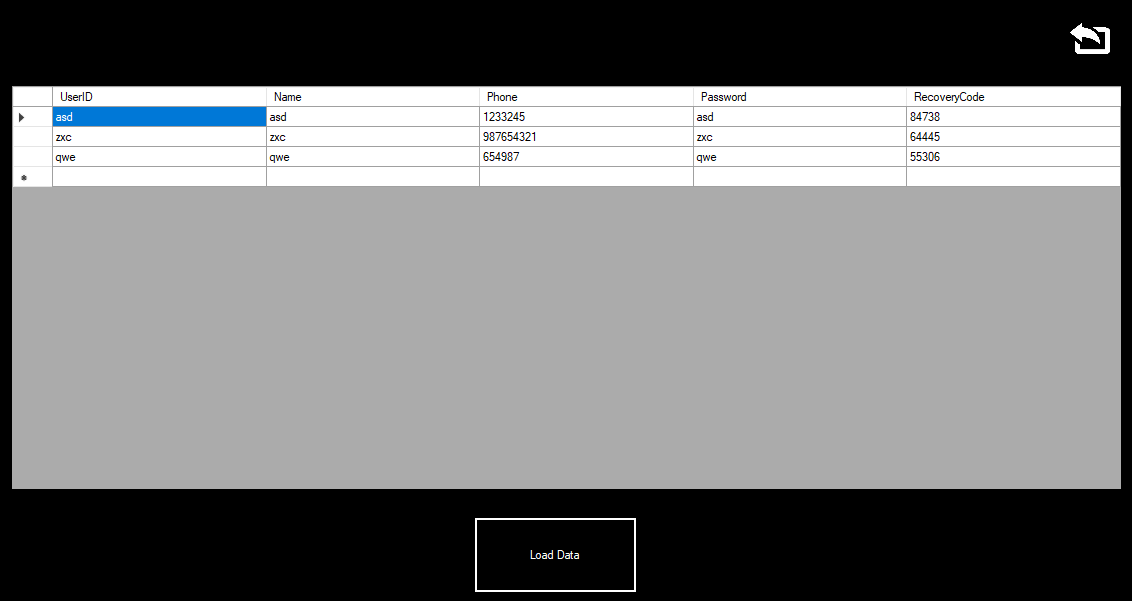 UserID Name Phone Password RecoveryCode
asd asd 1233245 asd 84738
zxc zxc 987654321 zxc 64445
qwe qwe 654987 qwe 55306
Load Data